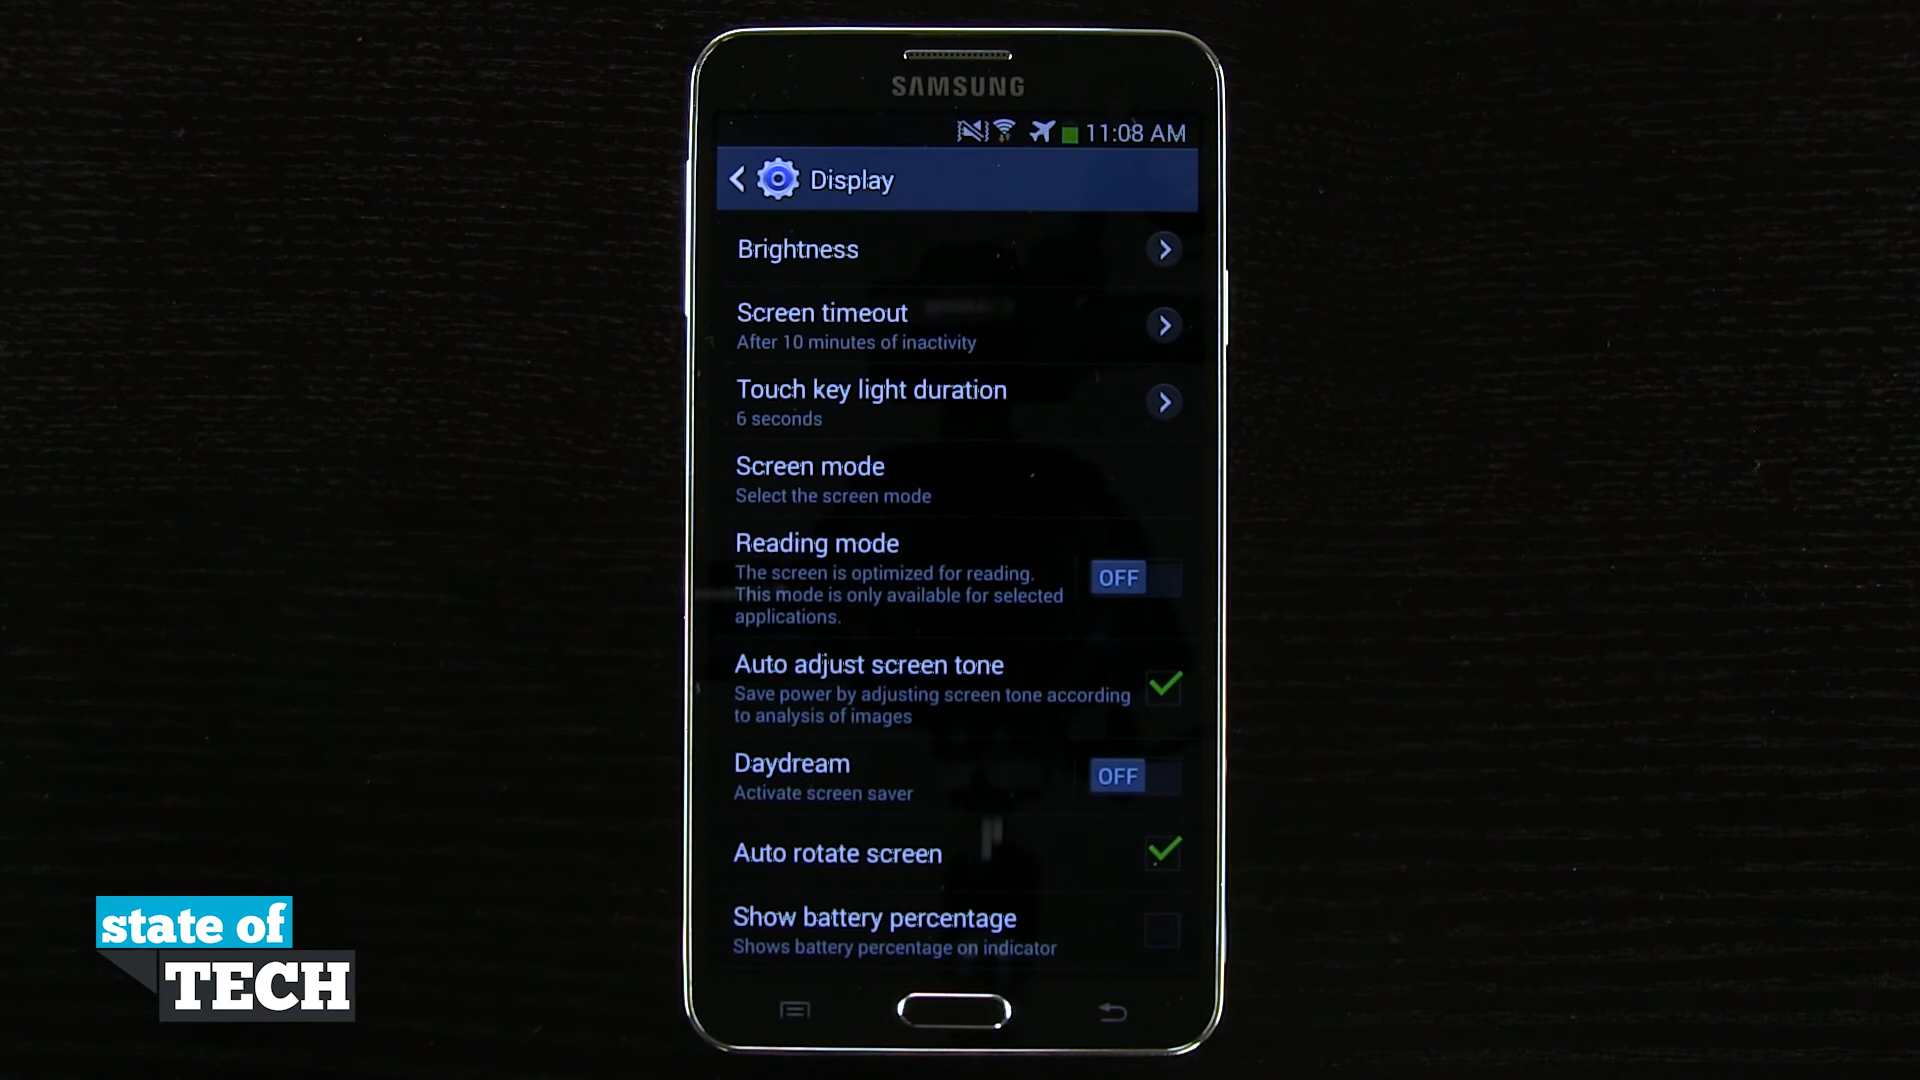 SAMSUNG
11:08 AM
Display
Brightness
Screen timeout
After 10 minutes of inactivity
Touch key light duration
6 seconds
Screen mode
Select the screen mode
Reading mode
The screen is optimized for reading.
This mode is only available for selected
applications.
OFF
Auto adjust screen tone
Save power by adjusting screen tone according
to analysis of images
Daydream
Activate screen saver
OFF
Auto rotate screen
Show battery percentage
Shows battery percentage on indicator
state of
TECH